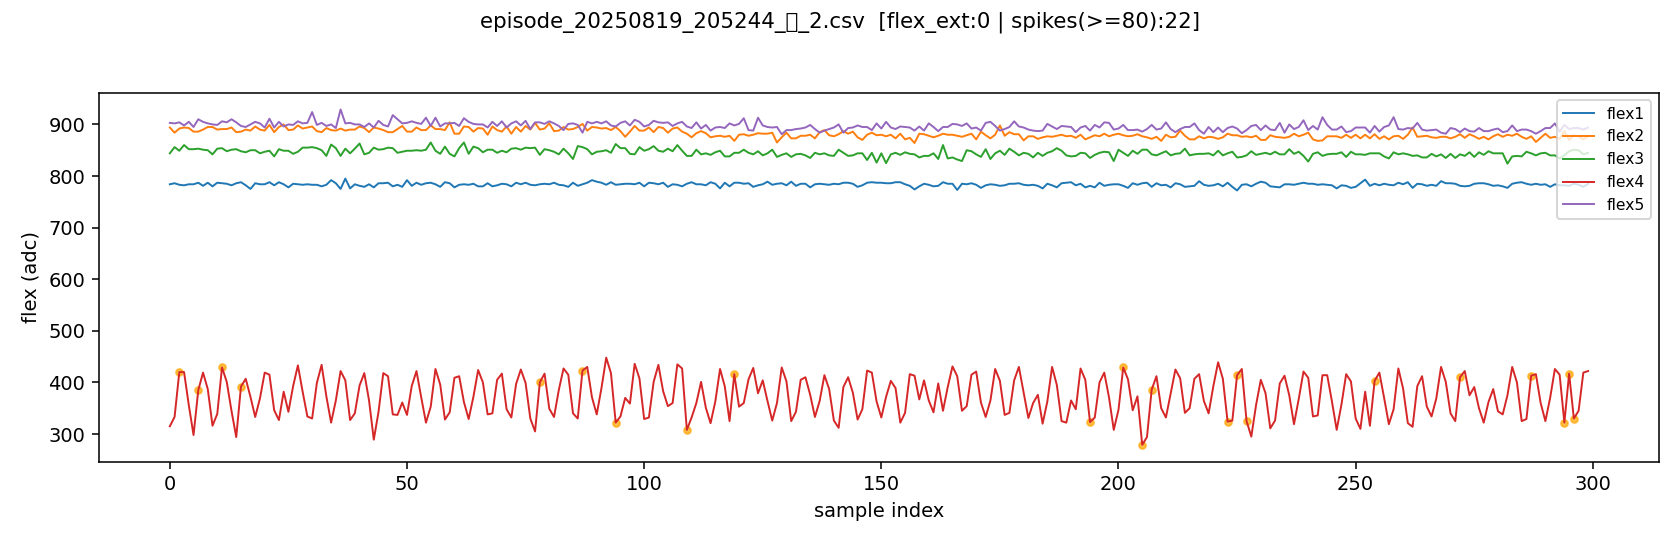 episode_20250819_205244_▯_2.csv  [flex_ext:0 | spikes(>=80):22]
900
800
700
600
500
400
300
flex (adc)
0
50
100
150
200
250
300
sample index
flex1
flex2
flex3
flex4
flex5